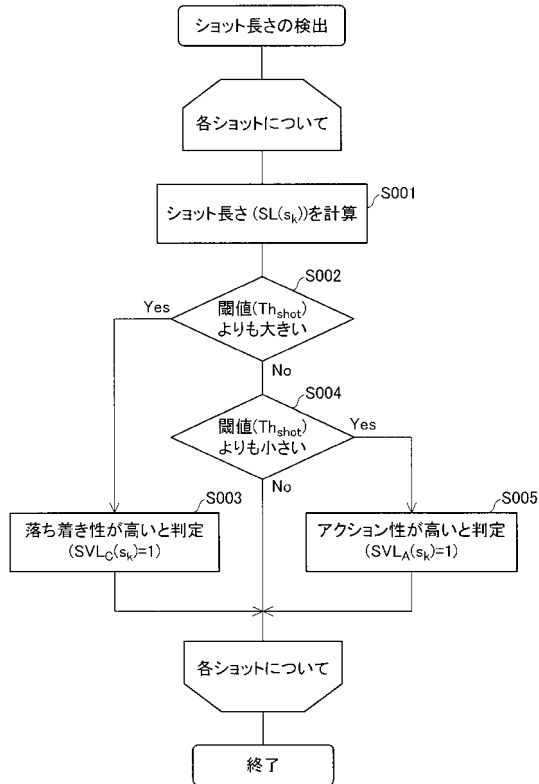 ショット長さの検出
各ショットについて
S001
ショット長さ(SL(sk))を計算
S002
閾値(Thshot)
よりも大きい
Yes
No
S004
閾値(Thshot)
よりも小さい
Yes
No
S003
落ち着き性が高いと判定
(SVLC(sk)=1)
S005
アクション性が高いと判定
(SVLA(sk)=1)
各ショットについて
終了